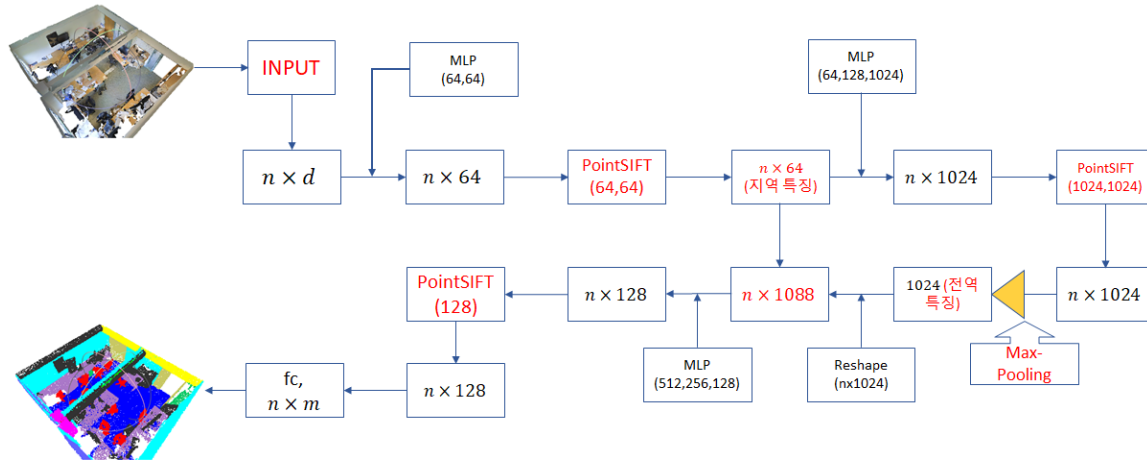 INPUT
MLP
(64,64)
MLP
(64,128,1024)
n × d
n × 64
PointSIFT
(64,64)
n × 64
(지역 특징)
n × 1024
PointSIFT
(1024,1024)
PointSIFT
(128)
n × 128
n × 1088
1024 (전역
특징)
n × 1024
fc,
n × m
n × 128
MLP
(512,256,128)
Reshape
(nx1024)
Max-
Pooling